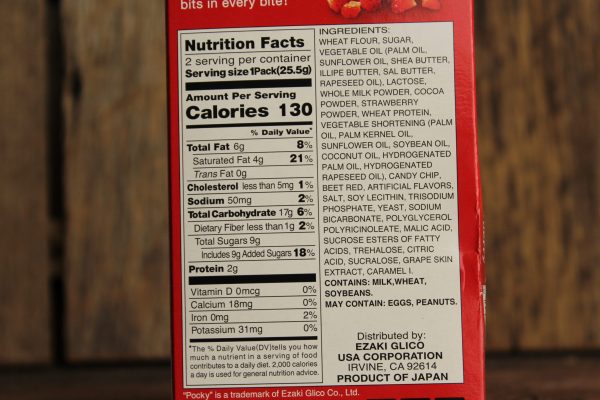 bits in every bite!
Nutrition Facts
2 serving per container
Serving size 1Pack(25.5g)
Amount Per Serving
Calories 130
% Daily Value*
Total Fat 6g 8%
Saturated Fat 4g 21%
Trans Fat 0g
Cholesterol less than 5mg 1%
Sodium 50mg 2%
Total Carbohydrate 17g 6%
Dietary Fiber less than 1g 2%
Total Sugars 9g
Includes 9g Added Sugars 18%
Protein 2g
Vitamin D 0mcg 0%
Calcium 18mg 0%
Iron 0mg 2%
Potassium 31mg 0%
*The % Daily Value(DV)tells you how
much a nutrient in a serving of food
contributes to a daily diet. 2,000 calories
a day is used for general nutrition advice.
INGREDIENTS:
WHEAT FLOUR, SUGAR,
VEGETABLE OIL (PALM OIL,
SUNFLOWER OIL, SHEA BUTTER,
ILLIPE BUTTER, SAL BUTTER,
RAPESEED OIL), LACTOSE,
WHOLE MILK POWDER, COCOA
POWDER, STRAWBERRY
POWDER, WHEAT PROTEIN,
VEGETABLE SHORTENING (PALM
OIL, PALM KERNEL OIL,
SUNFLOWER OIL, SOYBEAN OIL,
COCONUT OIL, HYDROGENATED
PALM OIL, HYDROGENATED
RAPESEED OIL), CANDY CHIP,
BEET RED, ARTIFICIAL FLAVORS,
SALT, SOY LECITHIN, TRISODIUM
PHOSPHATE, YEAST, SODIUM
BICARBONATE, POLYGLYCEROL
POLYRICINOLEATE, MALIC ACID,
SUCROSE ESTERS OF FATTY
ACIDS, TREHALOSE, CITRIC
ACID, SUCRALOSE, GRAPE SKIN
EXTRACT, CARAMEL I.
CONTAINS: MILK,WHEAT,
SOYBEANS.
MAY CONTAIN: EGGS, PEANUTS.
Distributed by:
EZAKI GLICO
USA CORPORATION
IRVINE, CA 92614
PRODUCT OF JAPAN
"Pocky" is a trademark of Ezaki Glico Co., Ltd.